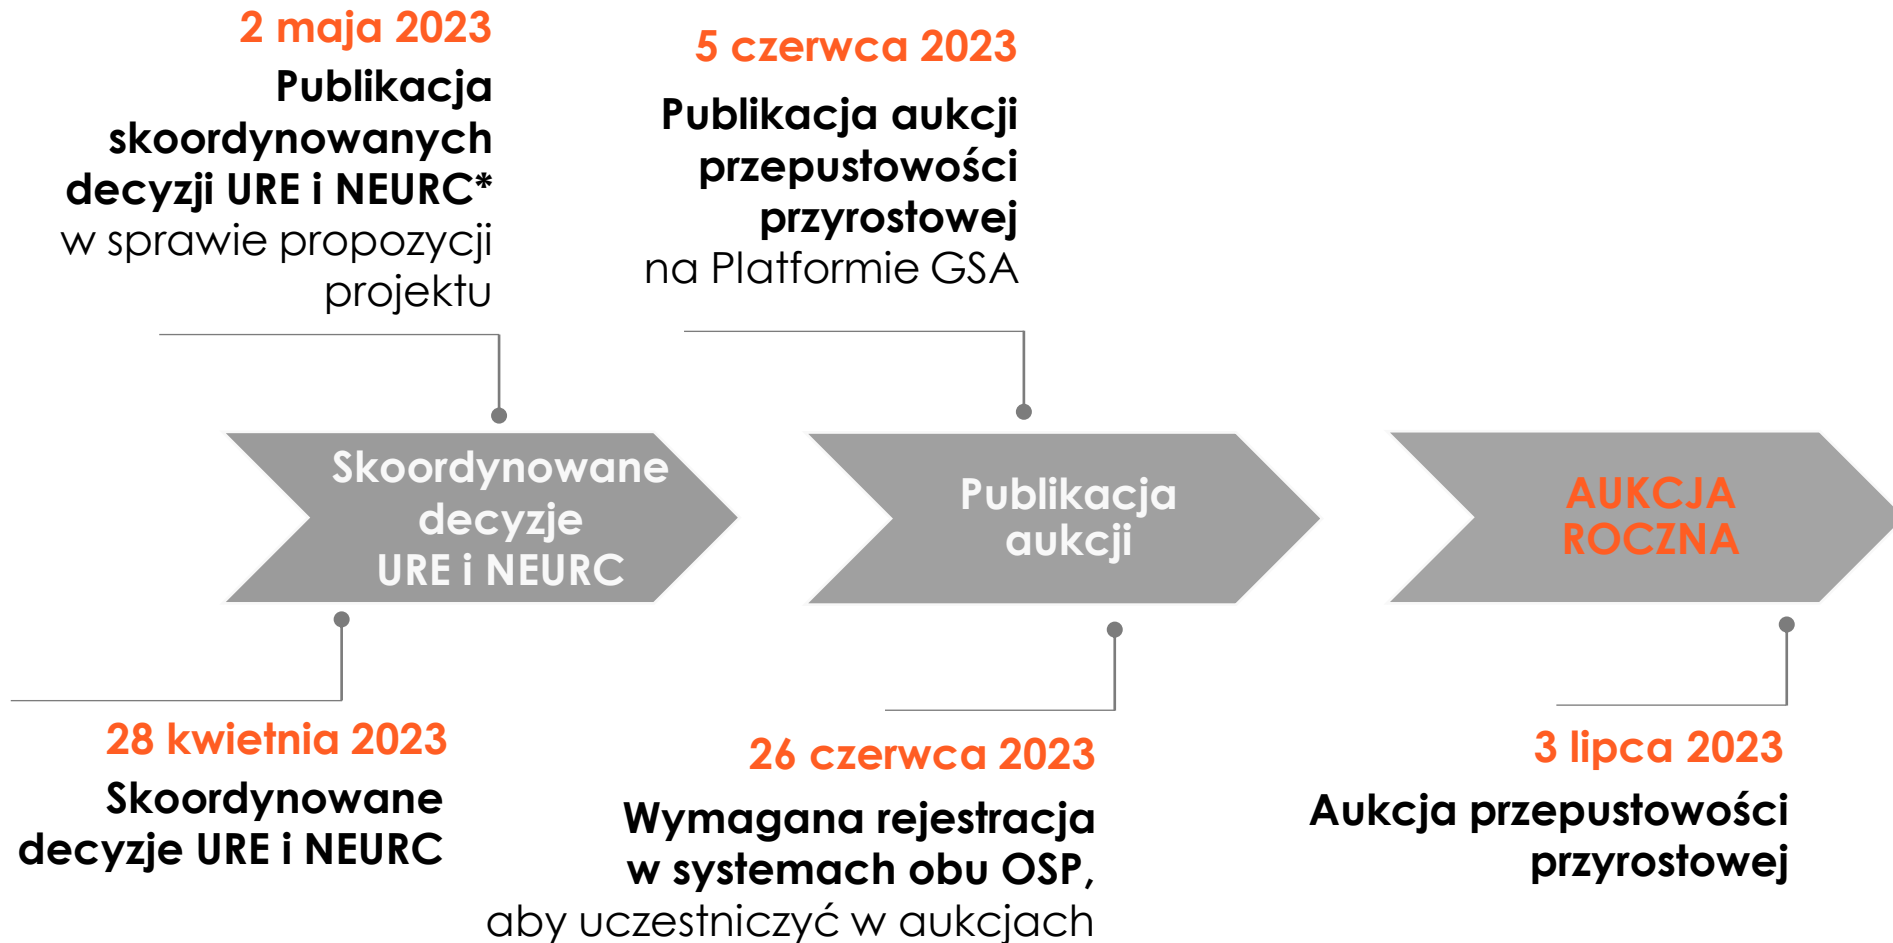 2 maja 2023
Publikacja
skoordynowanych
decyzji URE i NEURC*
w sprawie propozycji
projektu
5 czerwca 2023
Publikacja aukcji
przepustowości
przyrostowej
na Platformie GSA
Skoordynowane
decyzje
URE i NEURC
Publikacja
aukcji
AUKCJA
ROCZNA
28 kwietnia 2023
Skoordynowane
decyzje URE i NEURC
26 czerwca 2023
Wymagana rejestracja
w systemach obu OSP,
aby uczestniczyć w aukcjach
3 lipca 2023
Aukcja przepustowości
przyrostowej